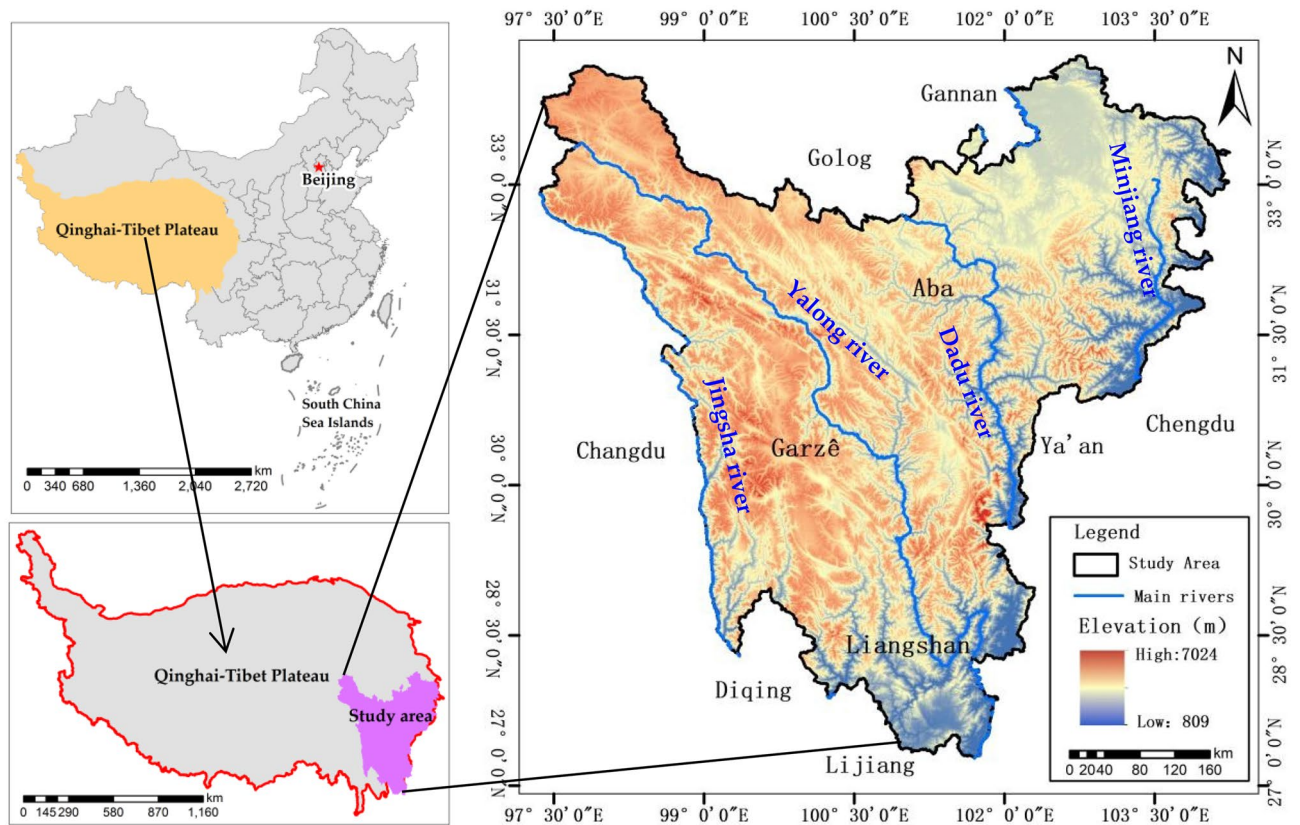 Beijing
Qinghai-Tibet Plateau
South China
Sea Islands
km
0 340 680 1,360 2,040 2,720
Qinghai-Tibet Plateau
Study area
km
0 145 290 580 870 1,160
97° 30′ 0″E 99° 0′ 0″E 100° 30′ 0″E 102° 0′ 0″E 103° 30′ 0″E
N
Gannan
Golog
33° 0′ 0″N
33° 0′ 0″N
Minjiang river
Aba
Yalong river
Dadu river
Jingsha river
31° 30′ 0″N
31° 30′ 0″N
Chengdu
Changdu
Garzê
Ya'an
30° 0′ 0″N
30° 0′ 0″N
Legend
Study Area
Main rivers
Elevation (m)
High:7024
Low: 809
km
0 2040 80 120 160
28° 30′ 0″N
28° 30′ 0″N
Liangshan
Diqing
Lijiang
27° 0′ 0″N
27° 0′ 0″N
97° 30′ 0″E 99° 0′ 0″E 100° 30′ 0″E 102° 0′ 0″E 103° 30′ 0″E